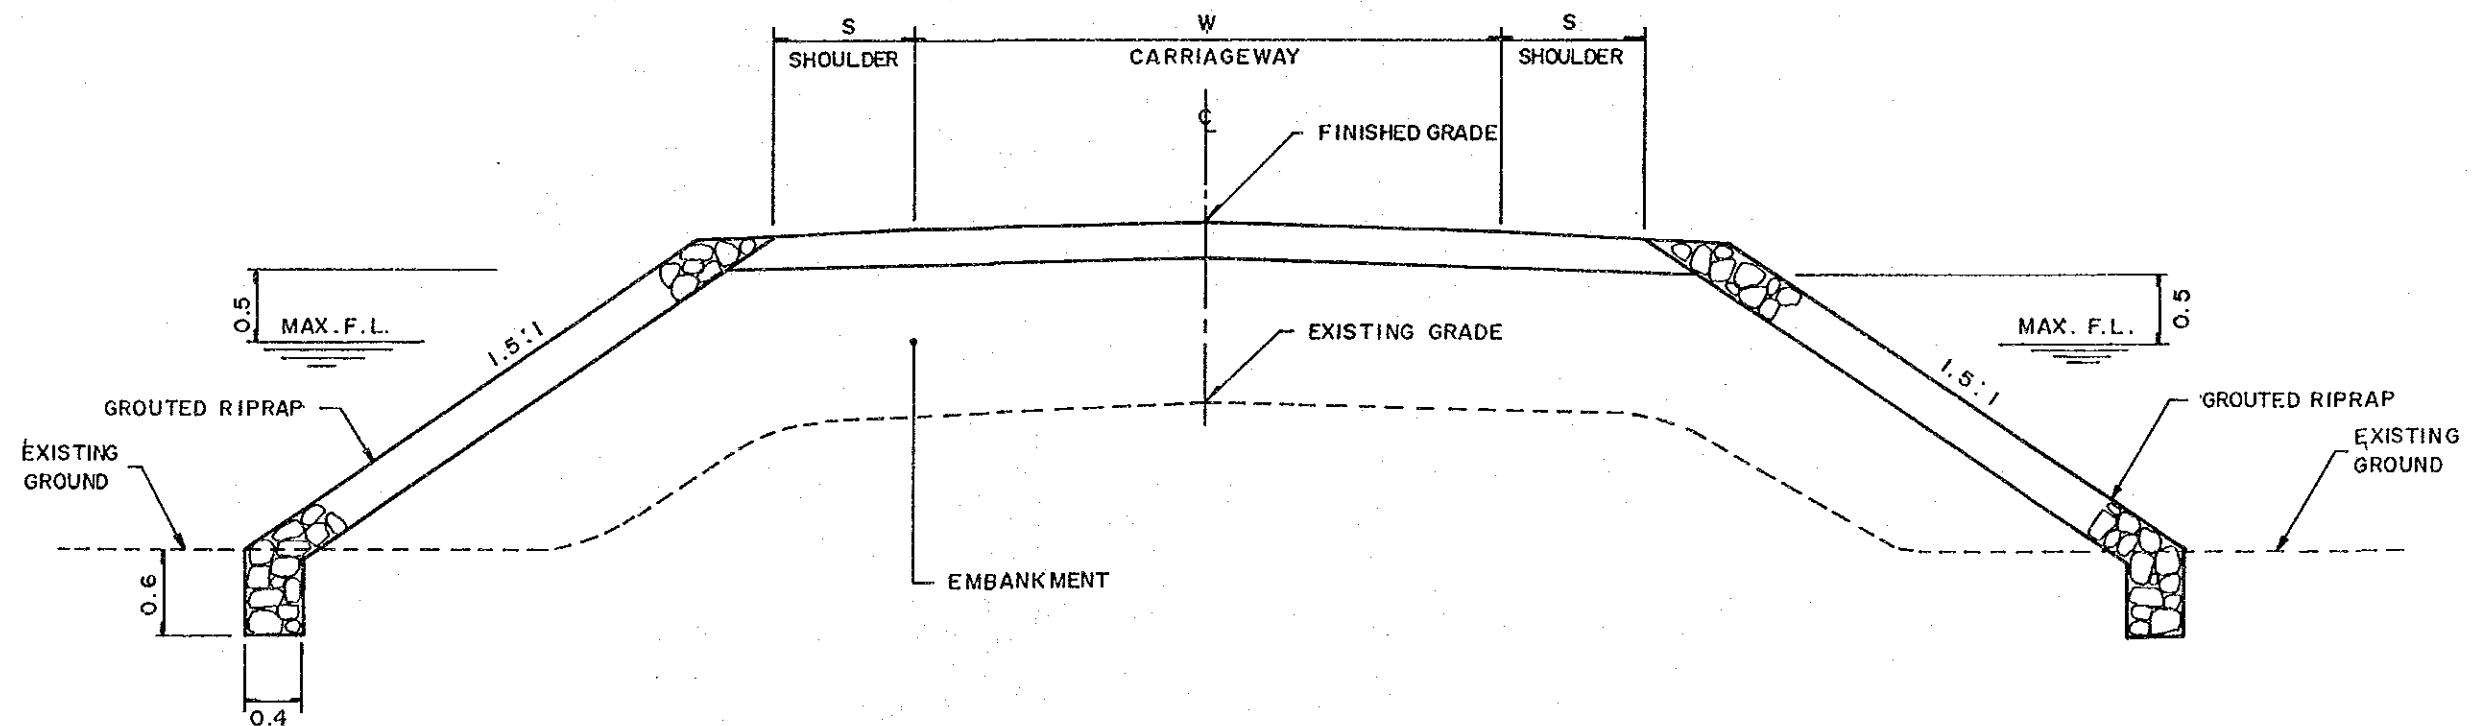 S
W
S
SHOULDER
CARRIAGEWAY
SHOULDER
℄
FINISHED GRADE
0.5
MAX. F.L.
1.5:1
EXISTING GRADE
MAX. F.L.
0.5
1.5:1
GROUTED RIPRAP
GROUTED RIPRAP
EXISTING
GROUND
EXISTING
GROUND
0.6
EMBANKMENT
0.4